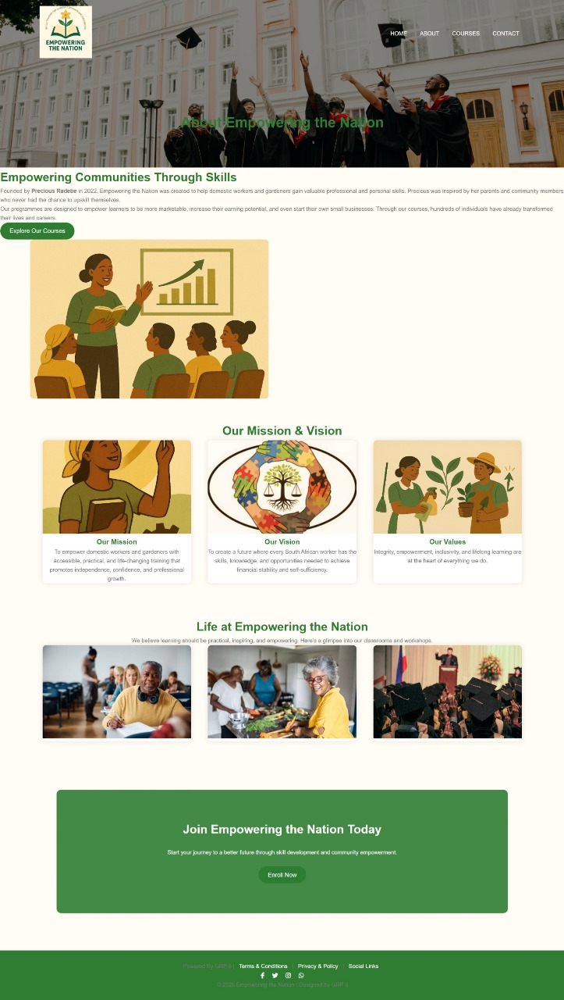 EMPOWERING
THE NATION
HOME ABOUT COURSES CONTACT
About Empowering the Nation
Empowering Communities Through Skills
Founded by Precious Radebe in 2022, Empowering the Nation was created to help domestic workers and gardeners gain valuable professional and personal skills. Precious was inspired by her parents and community members
who never had the chance to upskill themselves.
Our programmes are designed to empower learners to be more marketable, increase their earning potential, and even start their own small businesses. Through our courses, hundreds of individuals have already transformed
their lives and careers.
Explore Our Courses
Our Mission & Vision
Our Mission
To empower domestic workers and gardeners with
accessible, practical, and life-changing training that
promotes independence, confidence, and professional
growth.
Our Vision
To create a future where every South African worker has the
skills, knowledge, and opportunities needed to achieve
financial stability and self-sufficiency.
Our Values
Integrity, empowerment, inclusivity, and lifelong learning are
at the heart of everything we do.
Life at Empowering the Nation
We believe learning should be practical, inspiring, and empowering. Here's a glimpse into our classrooms and workshops.
Join Empowering the Nation Today
Start your journey to a better future through skill development and community empowerment.
Enroll Now
Powered By GRP | Terms & Conditions | Privacy & Policy | Social Links
Empowering the Nation | Designed by GRP